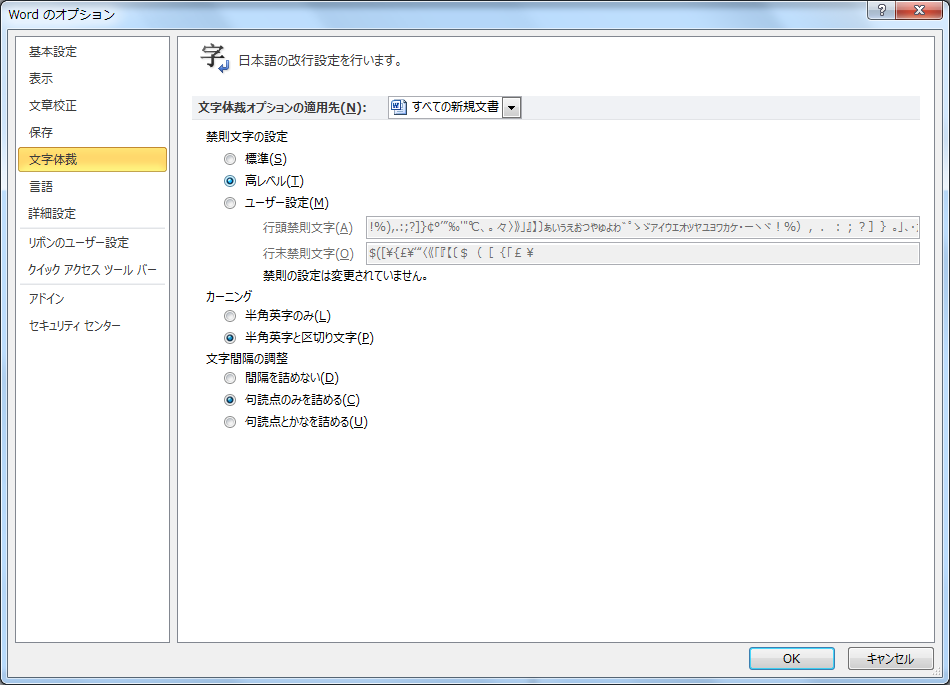 Word のオプション
基本設定
表示
文章校正
保存
文字体裁
言語
詳細設定
リボンのユーザー設定
クイック アクセス ツール バー
アドイン
セキュリティ センター
字 日本語の改行設定を行います。
文字体裁オプションの適用先(N): すべての新規文書
禁則文字の設定
標準(S)
高レベル(T)
ユーザー設定(M)
行頭禁則文字(A) !%),.:;?]}¢°’”‰′″℃、。々〉》」』】〕ぁぃぅぇぉっゃゅょゎ゛゜ゝゞァィゥェォッャュョヮヵヶ・ーヽヾ！％），．：；？］｝｡｣､･
行末禁則文字(O) $([¥{£¥‘“〈《「『【〔＄（［｛｢￡￥
禁則の設定は変更されていません。
カーニング
半角英字のみ(L)
半角英字と区切り文字(P)
文字間隔の調整
間隔を詰めない(D)
句読点のみを詰める(C)
句読点とかなを詰める(U)
OK キャンセル